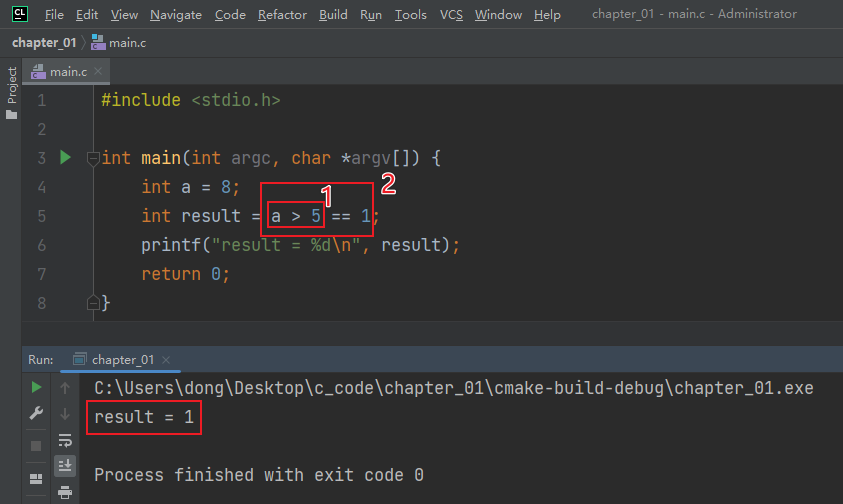 CL File Edit View Navigate Code Refactor Build Run Tools VCS Window Help chapter_01 - main.c - Administrator
chapter_01 main.c
Project
main.c
1 #include <stdio.h>
2
3 int main(int argc, char *argv[]) {
4 int a = 8;
1 2
5 int result = a > 5 == 1;
6 printf("result = %d\n", result);
7 return 0;
8 }
Run: chapter_01
C:\Users\dong\Desktop\c_code\chapter_01\cmake-build-debug\chapter_01.exe
result = 1
Process finished with exit code 0